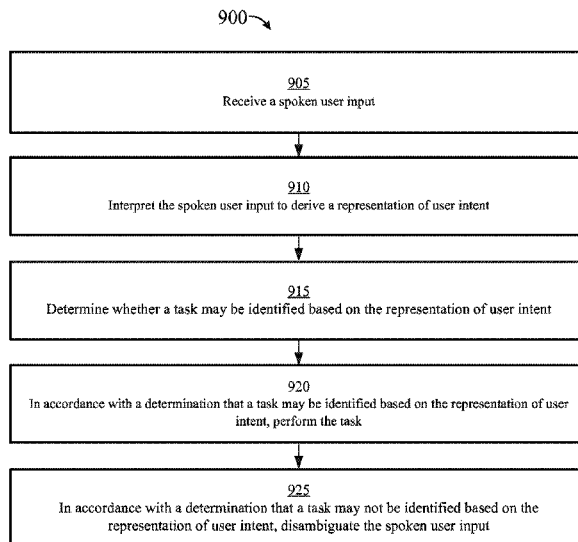 900
905
Receive a spoken user input
910
Interpret the spoken user input to derive a representation of user intent
915
Determine whether a task may be identified based on the representation of user intent
920
In accordance with a determination that a task may be identified based on the representation of user
intent, perform the task
925
In accordance with a determination that a task may not be identified based on the
representation of user intent, disambiguate the spoken user input